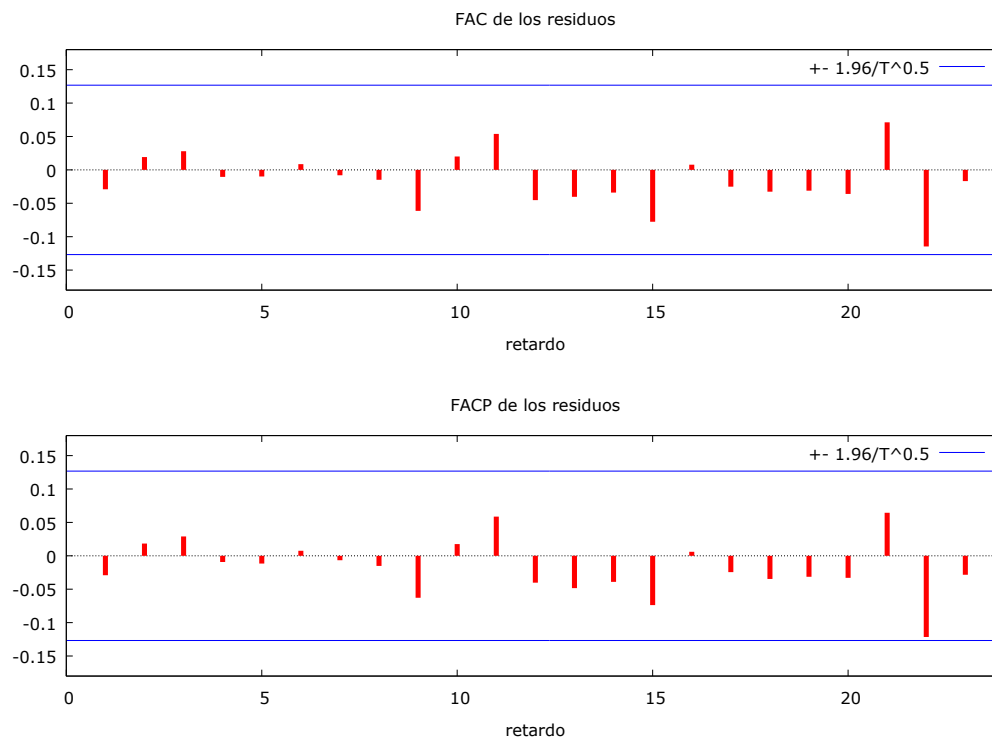 FAC de los residuos
+- 1.96/T^0.5
0.15
0.1
0.05
0
-0.05
-0.1
-0.15
0 5 10 15 20
retardo
FACP de los residuos
+- 1.96/T^0.5
0.15
0.1
0.05
0
-0.05
-0.1
-0.15
0 5 10 15 20
retardo